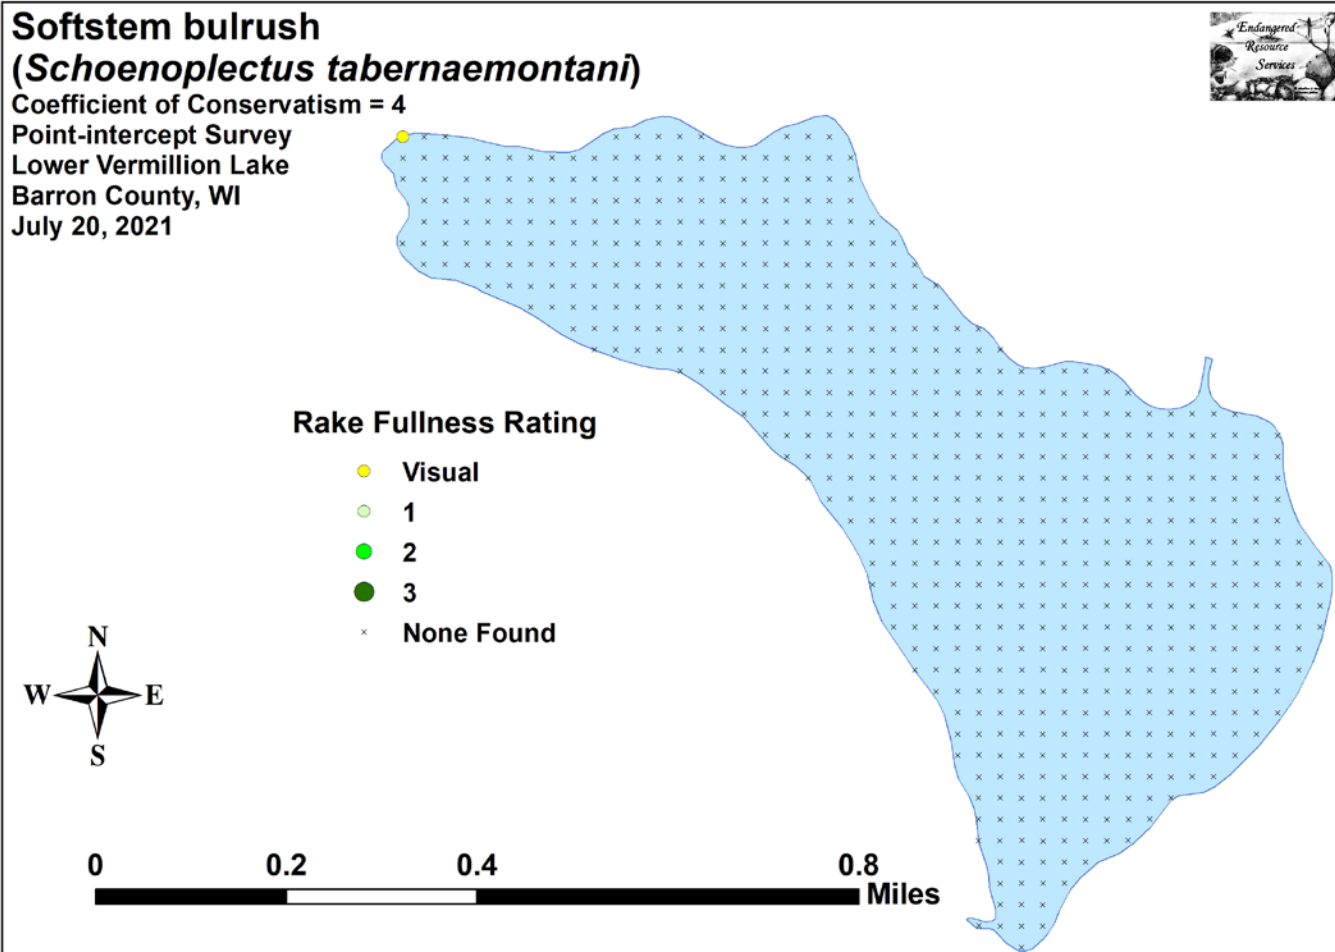 Softstem bulrush
(Schoenoplectus tabernaemontani)
Coefficient of Conservatism = 4
Point-intercept Survey
Lower Vermillion Lake
Barron County, WI
July 20, 2021
Endangered
Resource
Services
Rake Fullness Rating
Visual
1
2
3
None Found
N
W E
S
0 0.2 0.4 0.8
Miles